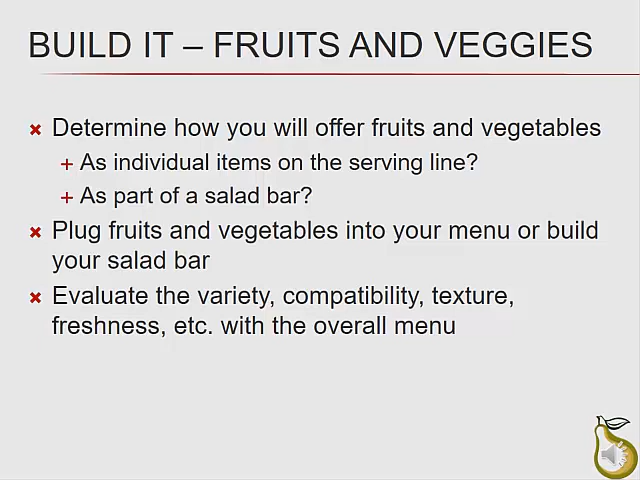 BUILD IT – FRUITS AND VEGGIES
Determine how you will offer fruits and vegetables
As individual items on the serving line?
As part of a salad bar?
Plug fruits and vegetables into your menu or build
your salad bar
Evaluate the variety, compatibility, texture,
freshness, etc. with the overall menu